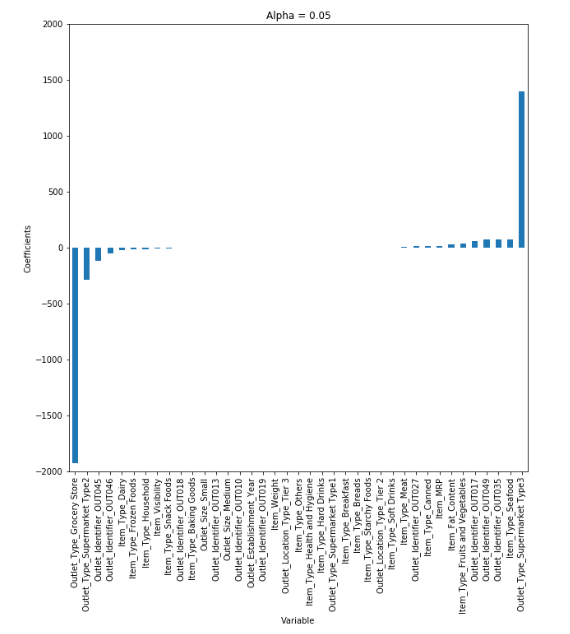 Alpha = 0.05
2000
1500
1000
500
0
−500
−1000
−1500
−2000
Coefficients
Outlet_Type_Grocery Store
Outlet_Type_Supermarket Type2
Outlet_Identifier_OUT045
Outlet_Identifier_OUT046
Item_Type_Dairy
Item_Type_Frozen Foods
Item_Type_Household
Item_Visibility
Item_Type_Snack Foods
Outlet_Identifier_OUT018
Item_Type_Baking Goods
Outlet_Size_Small
Outlet_Identifier_OUT013
Outlet_Size_Medium
Outlet_Identifier_OUT010
Outlet_Establishment_Year
Outlet_Identifier_OUT019
Item_Weight
Outlet_Location_Type_Tier 3
Item_Type_Others
Item_Type_Health and Hygiene
Item_Type_Hard Drinks
Outlet_Type_Supermarket Type1
Item_Type_Breakfast
Item_Type_Breads
Item_Type_Starchy Foods
Outlet_Location_Type_Tier 2
Item_Type_Soft Drinks
Item_Type_Meat
Outlet_Identifier_OUT027
Item_Type_Canned
Item_MRP
Item_Fat_Content
Item_Type_Fruits and Vegetables
Outlet_Identifier_OUT017
Outlet_Identifier_OUT049
Outlet_Identifier_OUT035
Item_Type_Seafood
Outlet_Type_Supermarket Type3
Variable